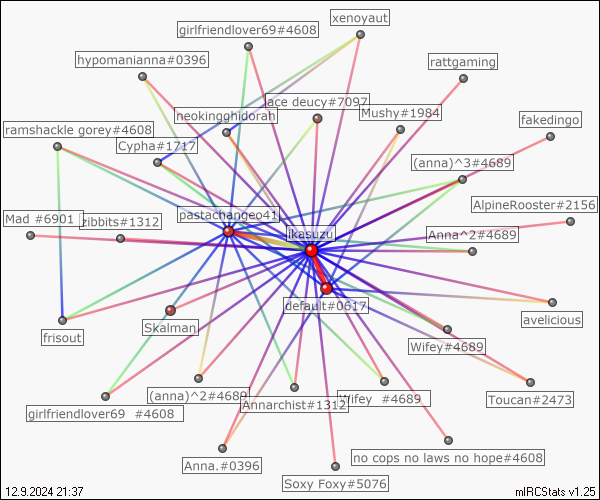 xenoyaut
girlfriendlover69#4608
hypomanianna#0396
rattgaming
ace deucy#7097
neokingghidorah
Mushy#1984
fakedingo
ramshackle gorey#4608
Cypha#1717
(anna)^3#4689
AlpineRooster#2156
pastachangeo41
Mad #6901
zibbits#1312
ikasuzu
Anna^2#4689
default#0617
avelicious
Skalman
frisout
Wifey#4689
(anna)^2#4689
Annarchist#1312
Wifey #4689
Toucan#2473
girlfriendlover69 #4608
Anna.#0396
no cops no laws no hope#4608
Soxy Foxy#5076
12.9.2024 21:37
mIRCStats v1.25